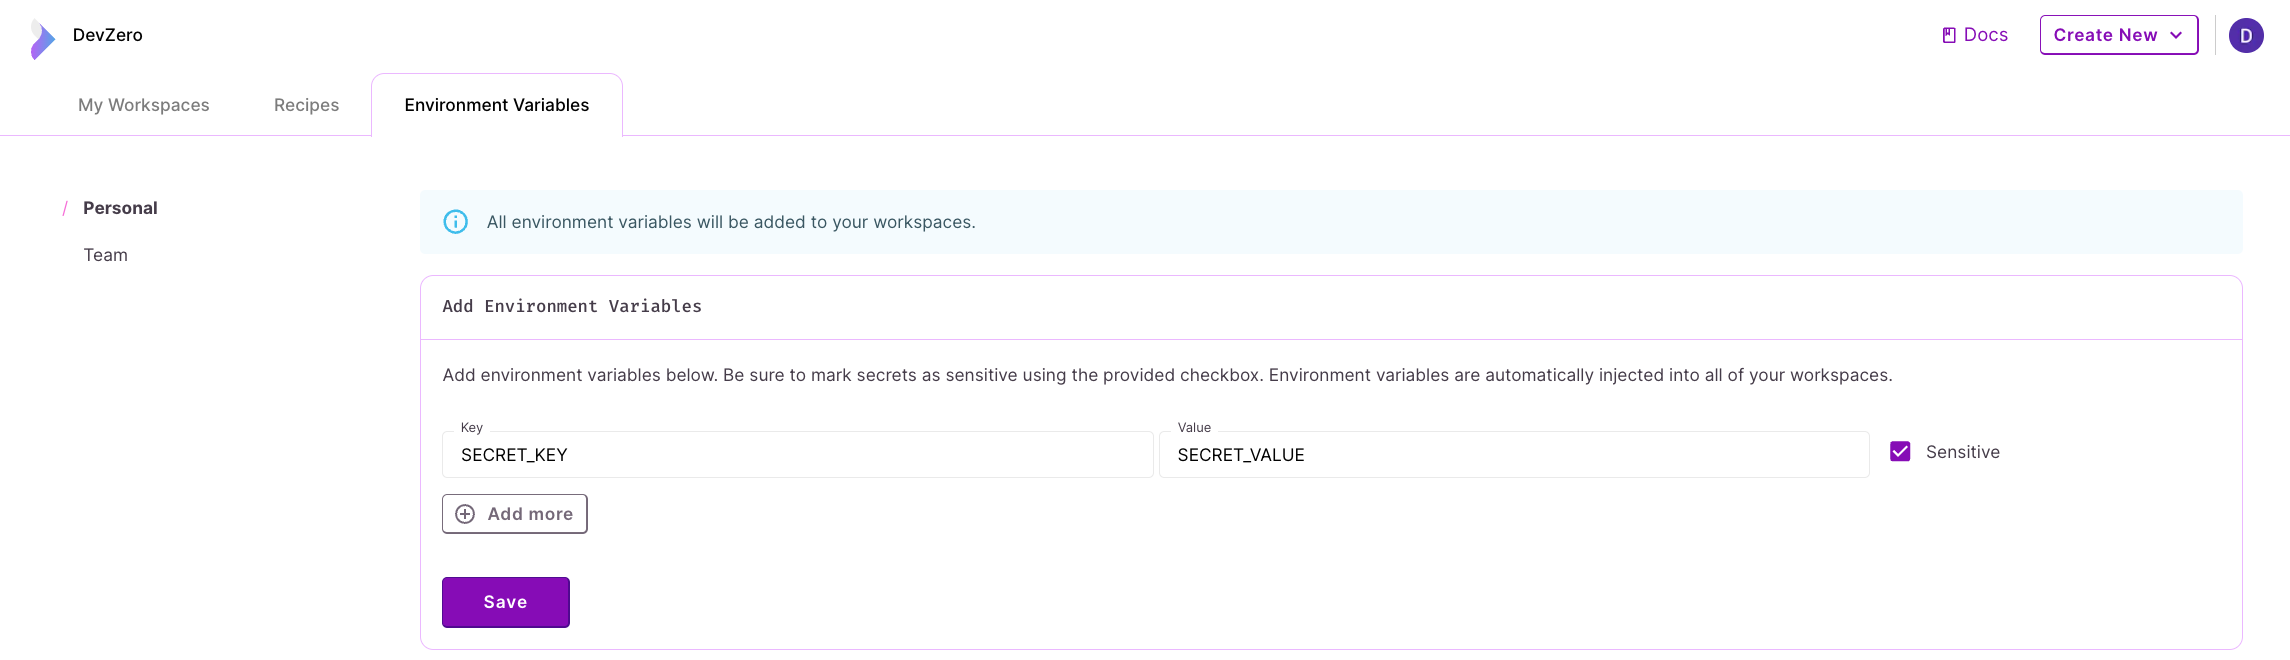 DevZero
Docs
Create New
D
My Workspaces
Recipes
Environment Variables
/ Personal
Team
All environment variables will be added to your workspaces.
Add Environment Variables
Add environment variables below. Be sure to mark secrets as sensitive using the provided checkbox. Environment variables are automatically injected into all of your workspaces.
Key
SECRET_KEY
Value
SECRET_VALUE
Sensitive
Add more
Save